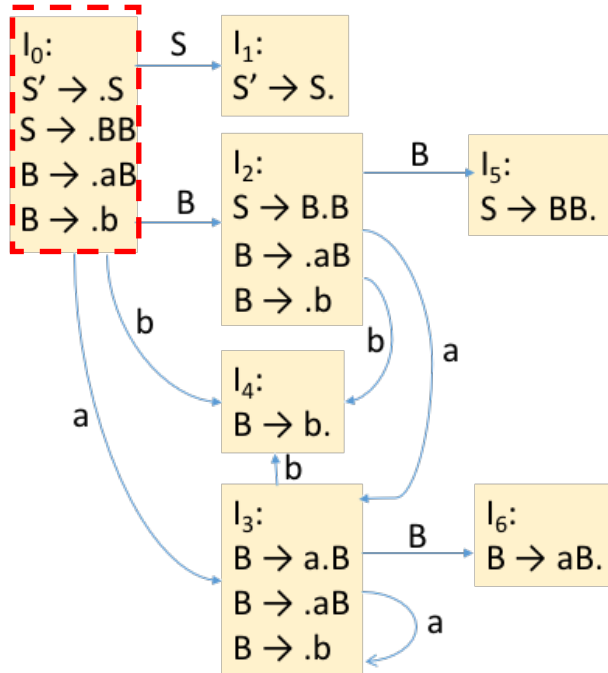 I₀:
S’ → .S
S → .BB
B → .aB
B → .b
S
I₁:
S’ → S.
B
I₂:
S → B.B
B → .aB
B → .b
B
I₅:
S → BB.
b
b
a
a
I₄:
B → b.
b
I₃:
B → a.B
B → .aB
B → .b
B
a
I₆:
B → aB.